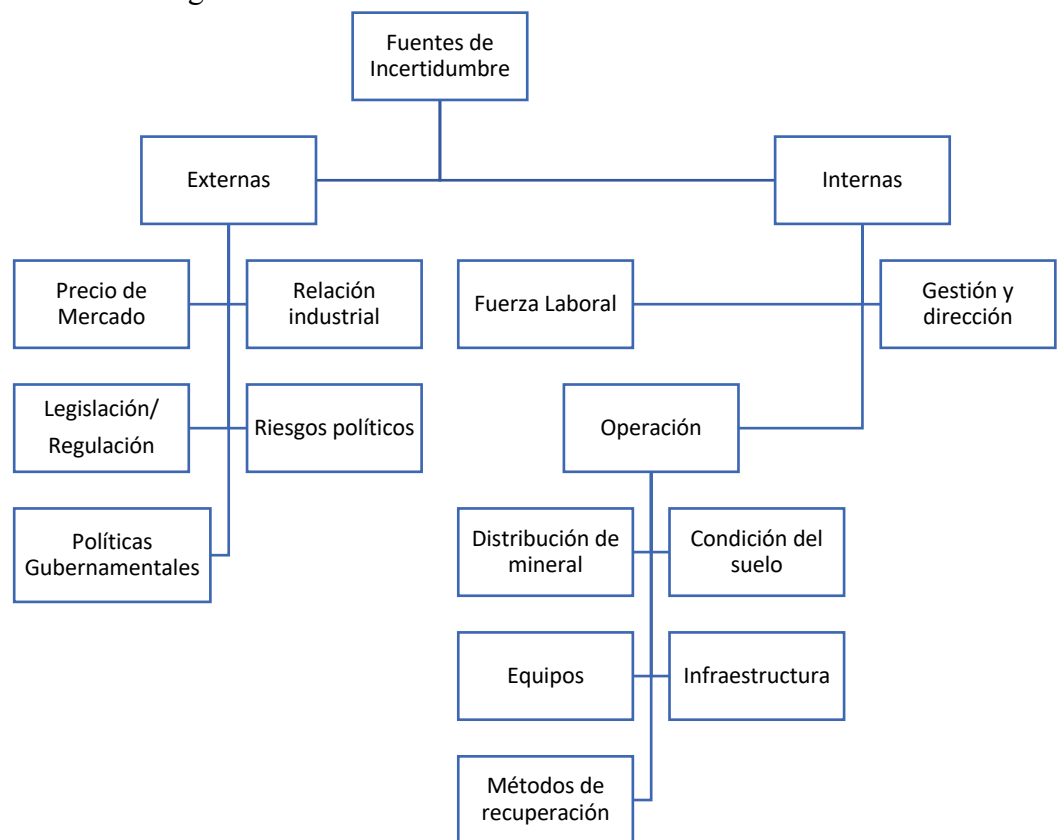 Fuentes de
Incertidumbre
Externas
Internas
Precio de
Mercado
Relación
industrial
Fuerza Laboral
Gestión y
dirección
Legislación/
Regulación
Riesgos políticos
Operación
Políticas
Gubernamentales
Distribución de
mineral
Condición del
suelo
Equipos
Infraestructura
Métodos de
recuperación